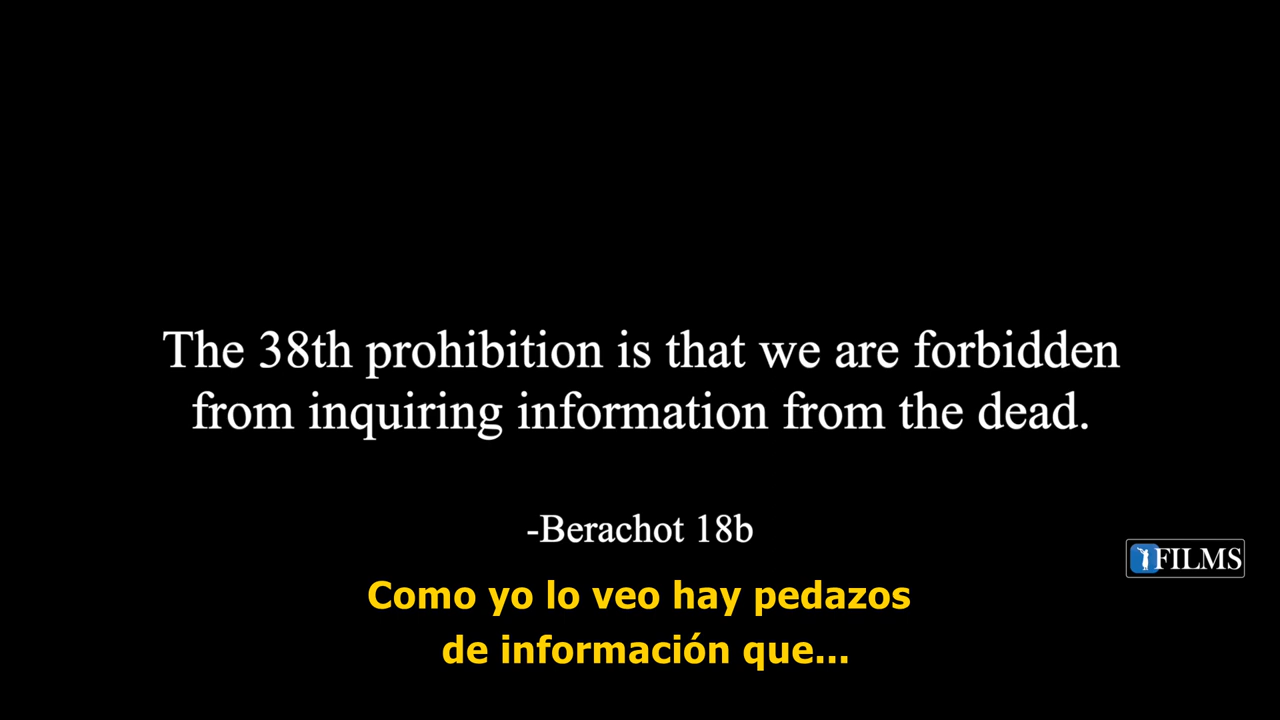 The 38th prohibition is that we are forbidden
from inquiring information from the dead.
-Berachot 18b
FILMS
Como yo lo veo hay pedazos
de información que...